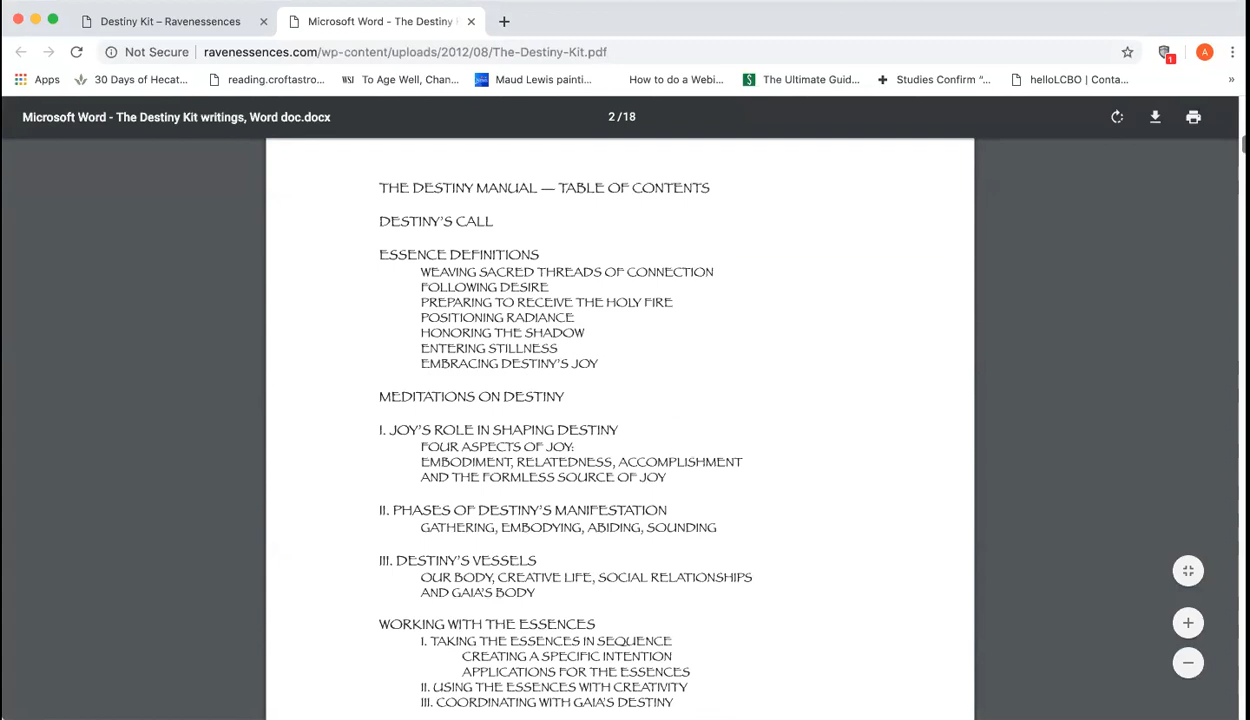 Destiny Kit – Ravenessences
Microsoft Word - The Destiny
Not Secure ravenessences.com/wp-content/uploads/2012/08/The-Destiny-Kit.pdf
A
1
Apps 30 Days of Hecat... reading.croftastro... WSJ To Age Well, Chan... Maud Lewis painti... How to do a Webi... S The Ultimate Guid... Studies Confirm “... helloLCBO | Conta... »
Microsoft Word - The Destiny Kit writings, Word doc.docx 2 / 18
THE DESTINY MANUAL — TABLE OF CONTENTS
DESTINY’S CALL
ESSENCE DEFINITIONS
WEAVING SACRED THREADS OF CONNECTION
FOLLOWING DESIRE
PREPARING TO RECEIVE THE HOLY FIRE
POSITIONING RADIANCE
HONORING THE SHADOW
ENTERING STILLNESS
EMBRACING DESTINY’S JOY
MEDITATIONS ON DESTINY
I. JOY’S ROLE IN SHAPING DESTINY
FOUR ASPECTS OF JOY:
EMBODIMENT, RELATEDNESS, ACCOMPLISHMENT
AND THE FORMLESS SOURCE OF JOY
II. PHASES OF DESTINY’S MANIFESTATION
GATHERING, EMBODYING, ABIDING, SOUNDING
III. DESTINY’S VESSELS
OUR BODY, CREATIVE LIFE, SOCIAL RELATIONSHIPS
AND GAIA’S BODY
WORKING WITH THE ESSENCES
I. TAKING THE ESSENCES IN SEQUENCE
CREATING A SPECIFIC INTENTION
APPLICATIONS FOR THE ESSENCES
II. USING THE ESSENCES WITH CREATIVITY
III. COORDINATING WITH GAIA’S DESTINY